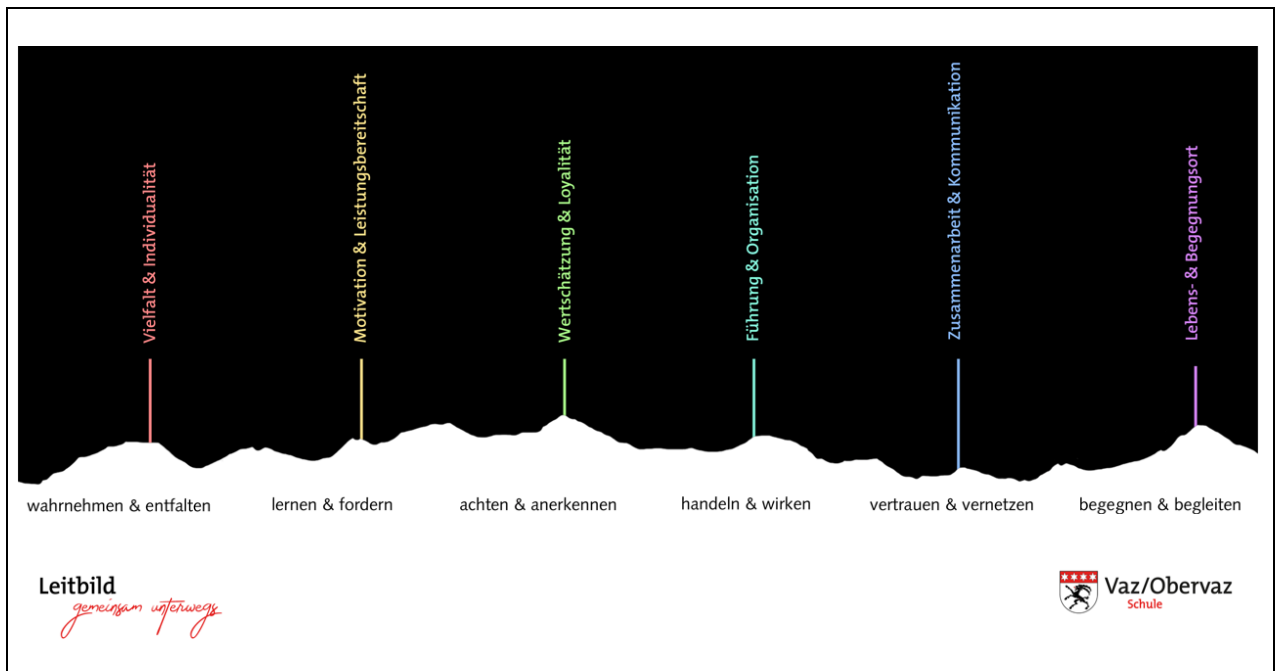 Vielfalt & Individualität
Motivation & Leistungsbereitschaft
Wertschätzung & Loyalität
Führung & Organisation
Zusammenarbeit & Kommunikation
Lebens- & Begegnungsort
wahrnehmen & entfalten
lernen & fordern
achten & anerkennen
handeln & wirken
vertrauen & vernetzen
begegnen & begleiten
Leitbild
gemeinsam unterwegs
Vaz/Obervaz
Schule